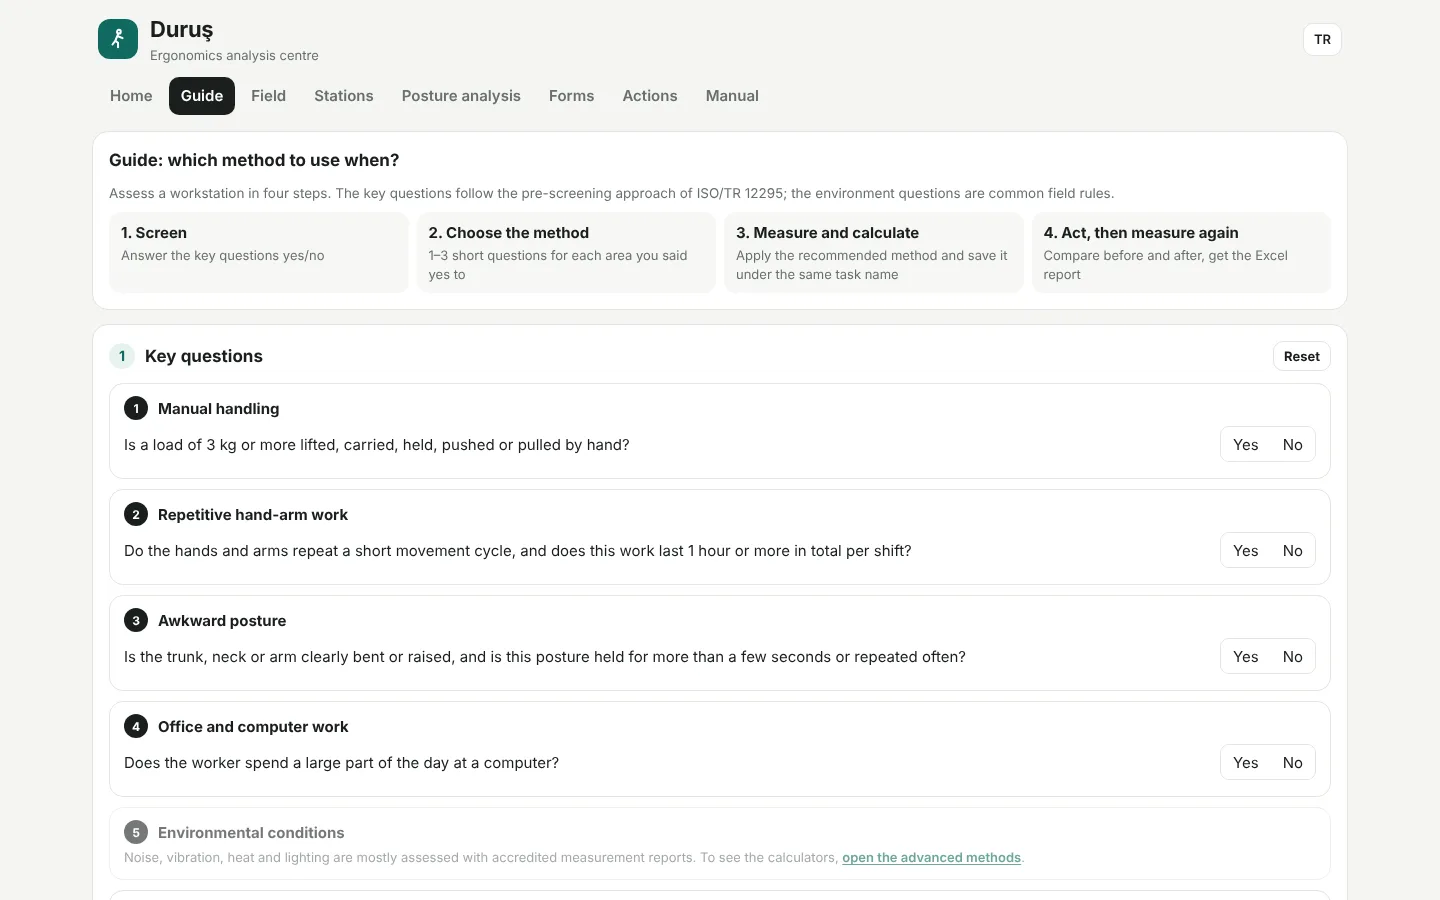 Duruş
Ergonomics analysis centre
TR
Home
Guide
Field
Stations
Posture analysis
Forms
Actions
Manual
Guide: which method to use when?
Assess a workstation in four steps. The key questions follow the pre-screening approach of ISO/TR 12295; the environment questions are common field rules.
1. Screen
Answer the key questions yes/no
2. Choose the method
1–3 short questions for each area you said
yes to
3. Measure and calculate
Apply the recommended method and save it
under the same task name
4. Act, then measure again
Compare before and after, get the Excel
report
1 Key questions
Reset
1 Manual handling
Is a load of 3 kg or more lifted, carried, held, pushed or pulled by hand?
Yes No
2 Repetitive hand-arm work
Do the hands and arms repeat a short movement cycle, and does this work last 1 hour or more in total per shift?
Yes No
3 Awkward posture
Is the trunk, neck or arm clearly bent or raised, and is this posture held for more than a few seconds or repeated often?
Yes No
4 Office and computer work
Does the worker spend a large part of the day at a computer?
Yes No
5 Environmental conditions
Noise, vibration, heat and lighting are mostly assessed with accredited measurement reports. To see the calculators, open the advanced methods.